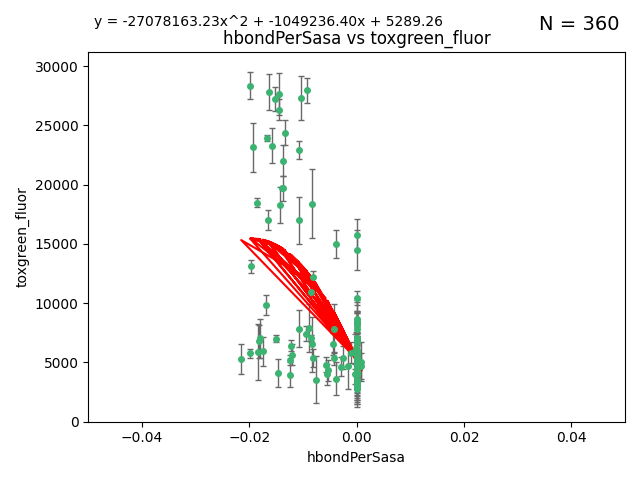 y = -27078163.23x^2 + -1049236.40x + 5289.26
N = 360
hbondPerSasa vs toxgreen_fluor
toxgreen_fluor
30000
25000
20000
15000
10000
5000
0
−0.04
−0.02
0.00
0.02
0.04
hbondPerSasa